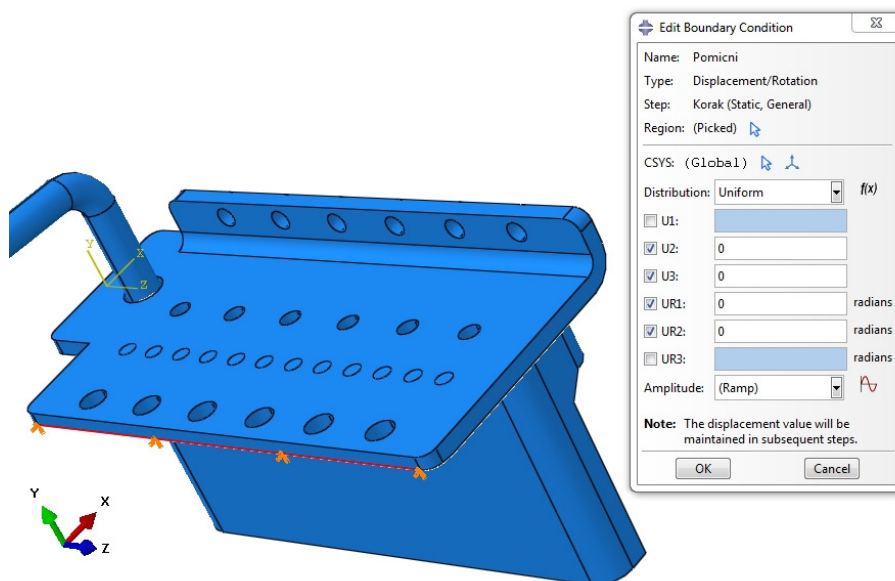 Edit Boundary Condition
Name: Pomicni
Type: Displacement/Rotation
Step: Korak (Static, General)
Region: (Picked)
CSYS: (Global)
Distribution: Uniform f(x)
U1:
U2: 0
U3: 0
UR1: 0 radians
UR2: 0 radians
UR3: radians
Amplitude: (Ramp)
Note: The displacement value will be
maintained in subsequent steps.
OK Cancel
Y
X
Z
Y
X
Z